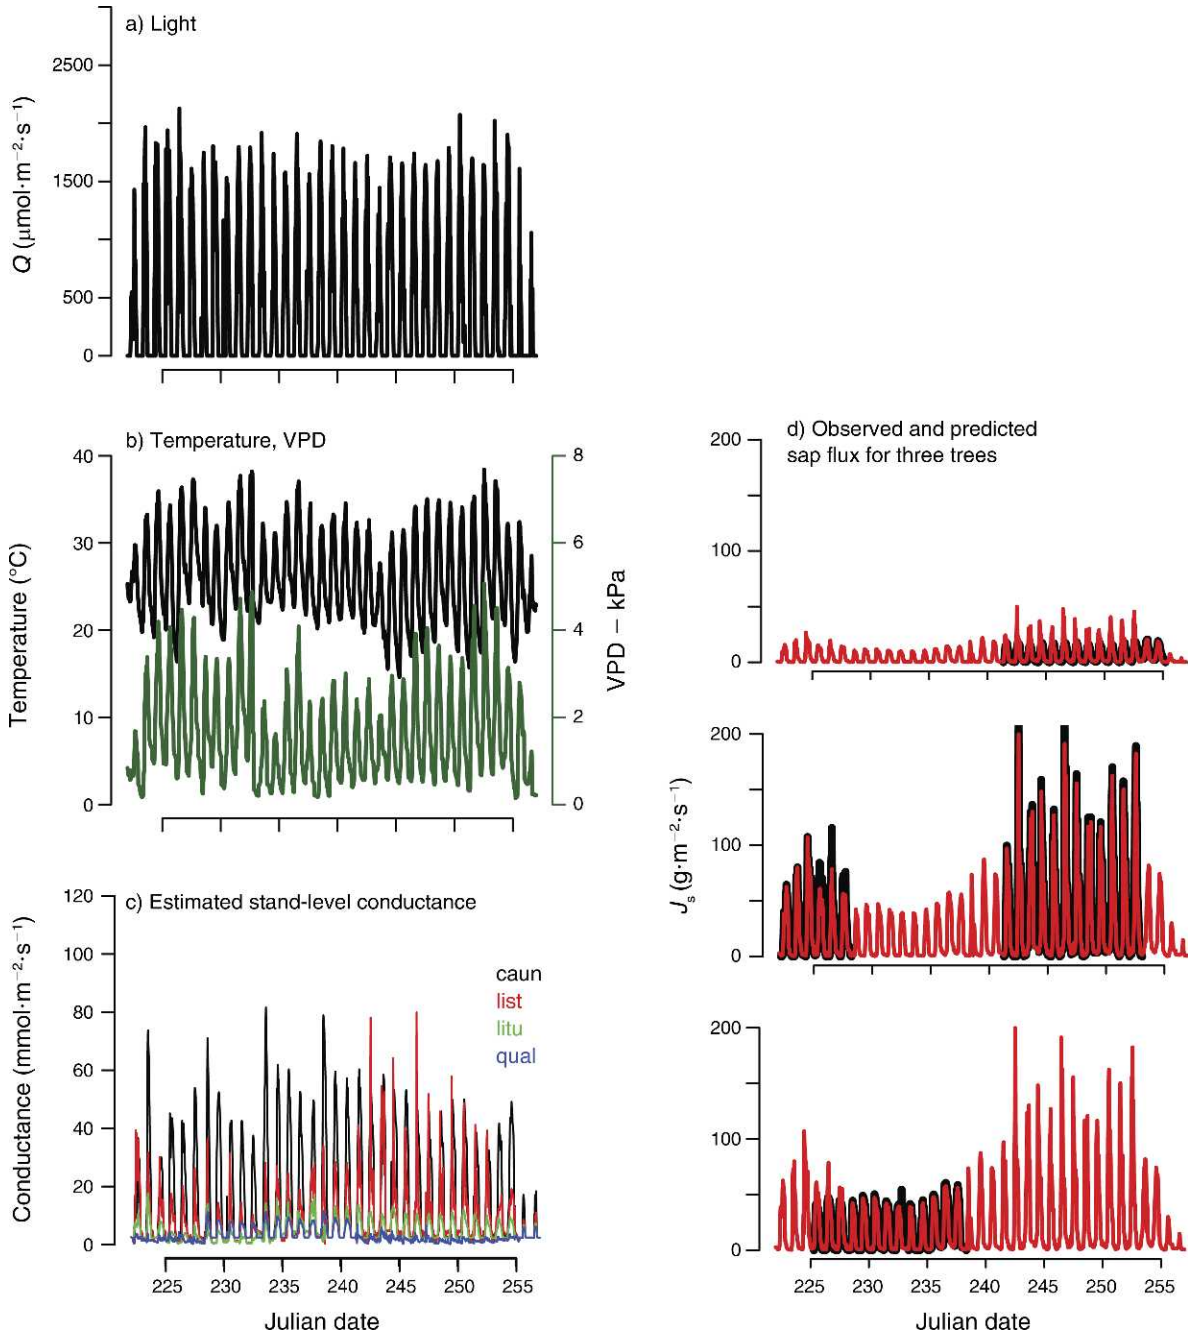 a) Light
2500
1500
500
0
Q (μmol·m⁻²·s⁻¹)
b) Temperature, VPD
40
30
20
10
0
Temperature (°C)
8
6
4
2
0
VPD – kPa
c) Estimated stand-level conductance
120
100
80
60
40
20
0
Conductance (mmol·m⁻²·s⁻¹)
caun
list
litu
qual
225 230 235 240 245 250 255
Julian date
d) Observed and predicted
sap flux for three trees
200
100
0
200
100
0
200
100
0
Js (g·m⁻²·s⁻¹)
225 230 235 240 245 250 255
Julian date